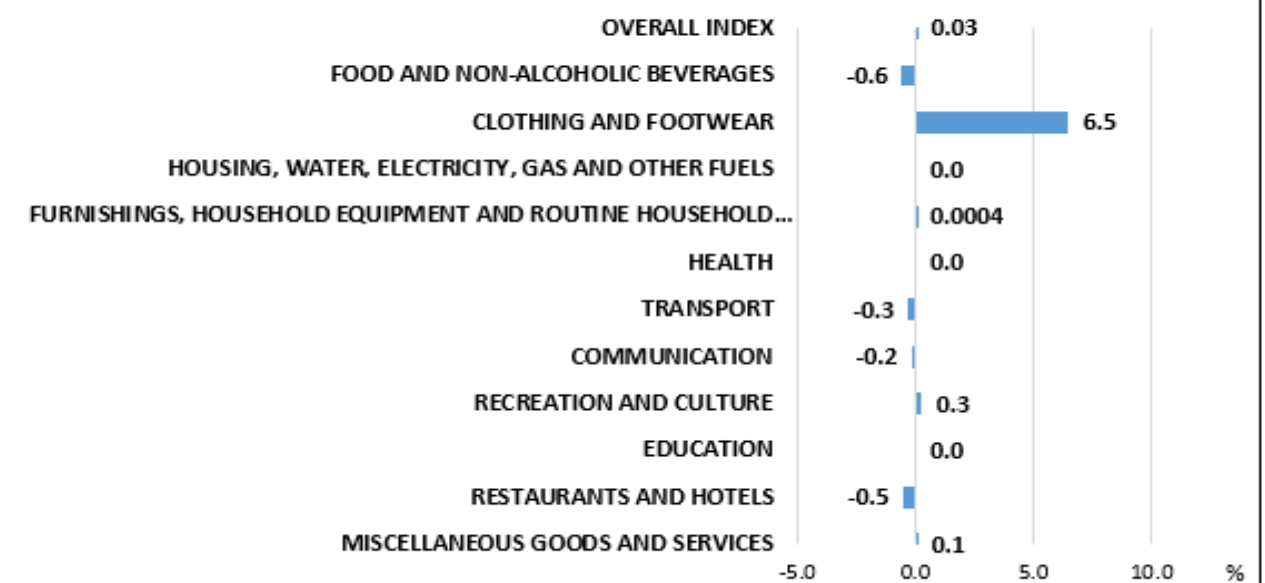 OVERALL INDEX 0.03
FOOD AND NON-ALCOHOLIC BEVERAGES -0.6
CLOTHING AND FOOTWEAR 6.5
HOUSING, WATER, ELECTRICITY, GAS AND OTHER FUELS 0.0
FURNISHINGS, HOUSEHOLD EQUIPMENT AND ROUTINE HOUSEHOLD... 0.0004
HEALTH 0.0
TRANSPORT -0.3
COMMUNICATION -0.2
RECREATION AND CULTURE 0.3
EDUCATION 0.0
RESTAURANTS AND HOTELS -0.5
MISCELLANEOUS GOODS AND SERVICES 0.1
-5.0 0.0 5.0 10.0 %